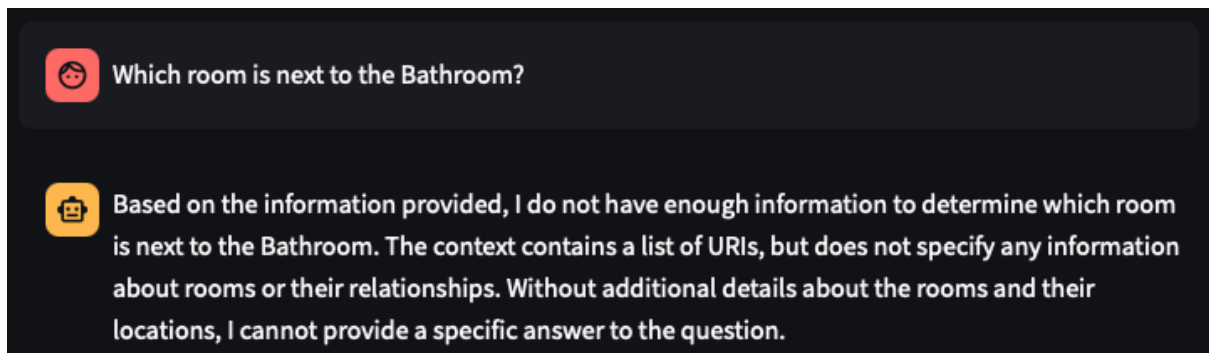 Which room is next to the Bathroom?
Based on the information provided, I do not have enough information to determine which room
is next to the Bathroom. The context contains a list of URIs, but does not specify any information
about rooms or their relationships. Without additional details about the rooms and their
locations, I cannot provide a specific answer to the question.